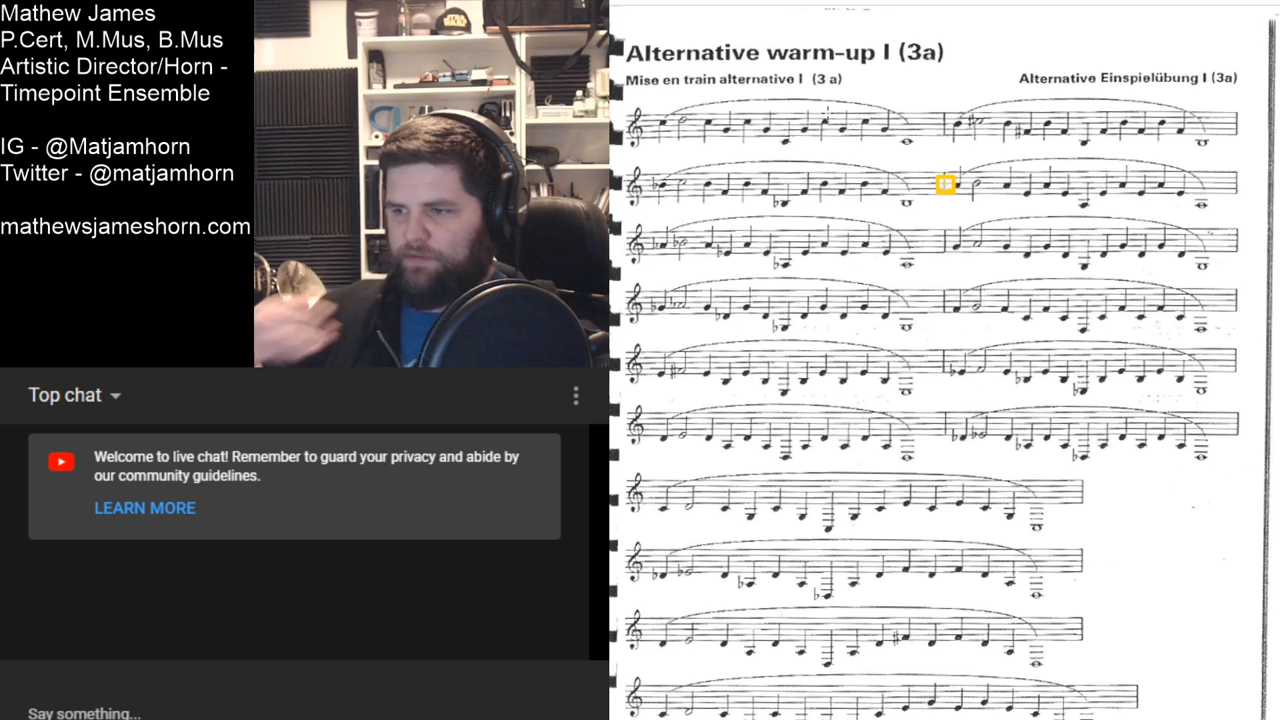 Mathew James
P.Cert, M.Mus, B.Mus
Artistic Director/Horn -
Timepoint Ensemble
IG - @Matjamhorn
Twitter - @matjamhorn
mathewsjameshorn.com
Top chat
Welcome to live chat! Remember to guard your privacy and abide by
our community guidelines.
LEARN MORE
Say something...
Alternative warm-up I (3a)
Mise en train alternative I (3 a)
Alternative Einspielübung I (3a)